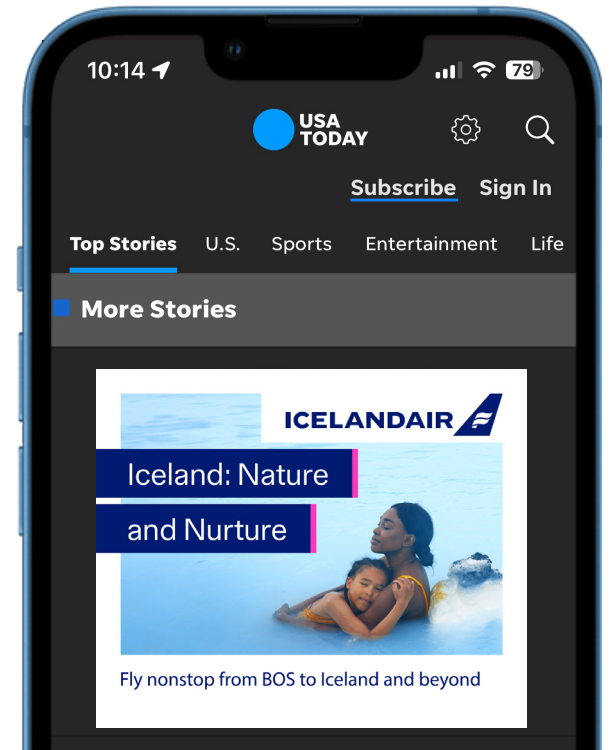 10:14
79
USA
TODAY
Subscribe Sign In
Top Stories U.S. Sports Entertainment Life
More Stories
ICELANDAIR
Iceland: Nature
and Nurture
Fly nonstop from BOS to Iceland and beyond